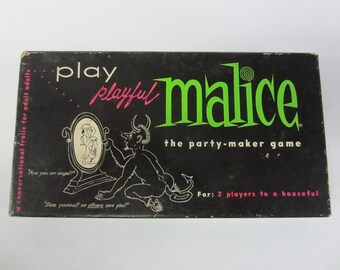 play
playful
malice
the party-maker game
"Are you an angel?"
"See yourself as others see you!"
For: 2 players to a houseful
a conversational frolic for adult adults